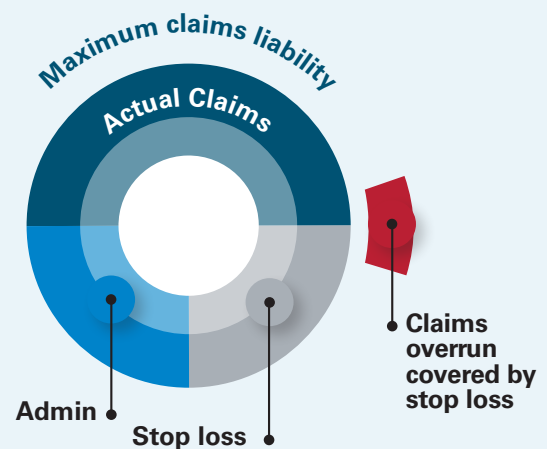 Maximum claims liability
Actual Claims
Claims
overrun
covered by
stop loss
Admin
Stop loss